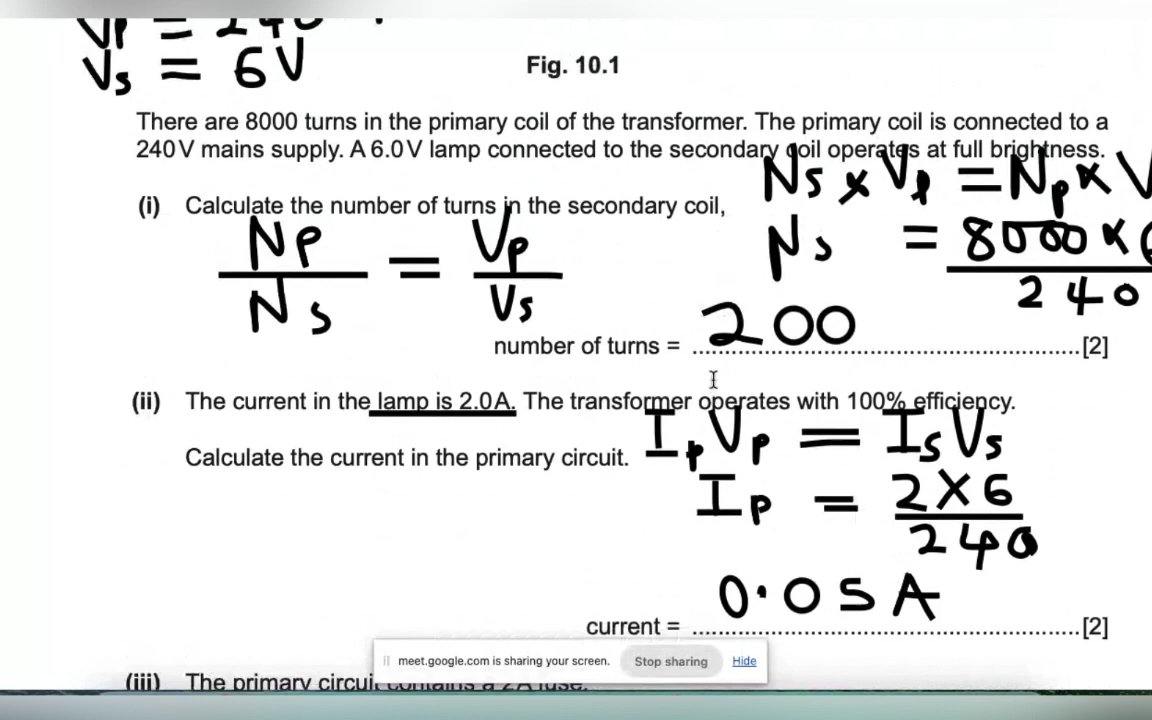 Vp = 240
Vs = 6V
Fig. 10.1
There are 8000 turns in the primary coil of the transformer. The primary coil is connected to a
240 V mains supply. A 6.0 V lamp connected to the secondary coil operates at full brightness.
Ns x Vp = Np x V
(i) Calculate the number of turns in the secondary coil,
Ns = 8000 x 6
240
Np = Vp
Ns Vs
200
number of turns = ........ [2]
(ii) The current in the lamp is 2.0 A. The transformer operates with 100% efficiency.
IpVp = IsVs
Calculate the current in the primary circuit.
Ip = 2 X 6
240
0.05 A
current = ........ [2]
meet.google.com is sharing your screen. Stop sharing Hide
(iii) The primary circuit contains a 2A fuse.